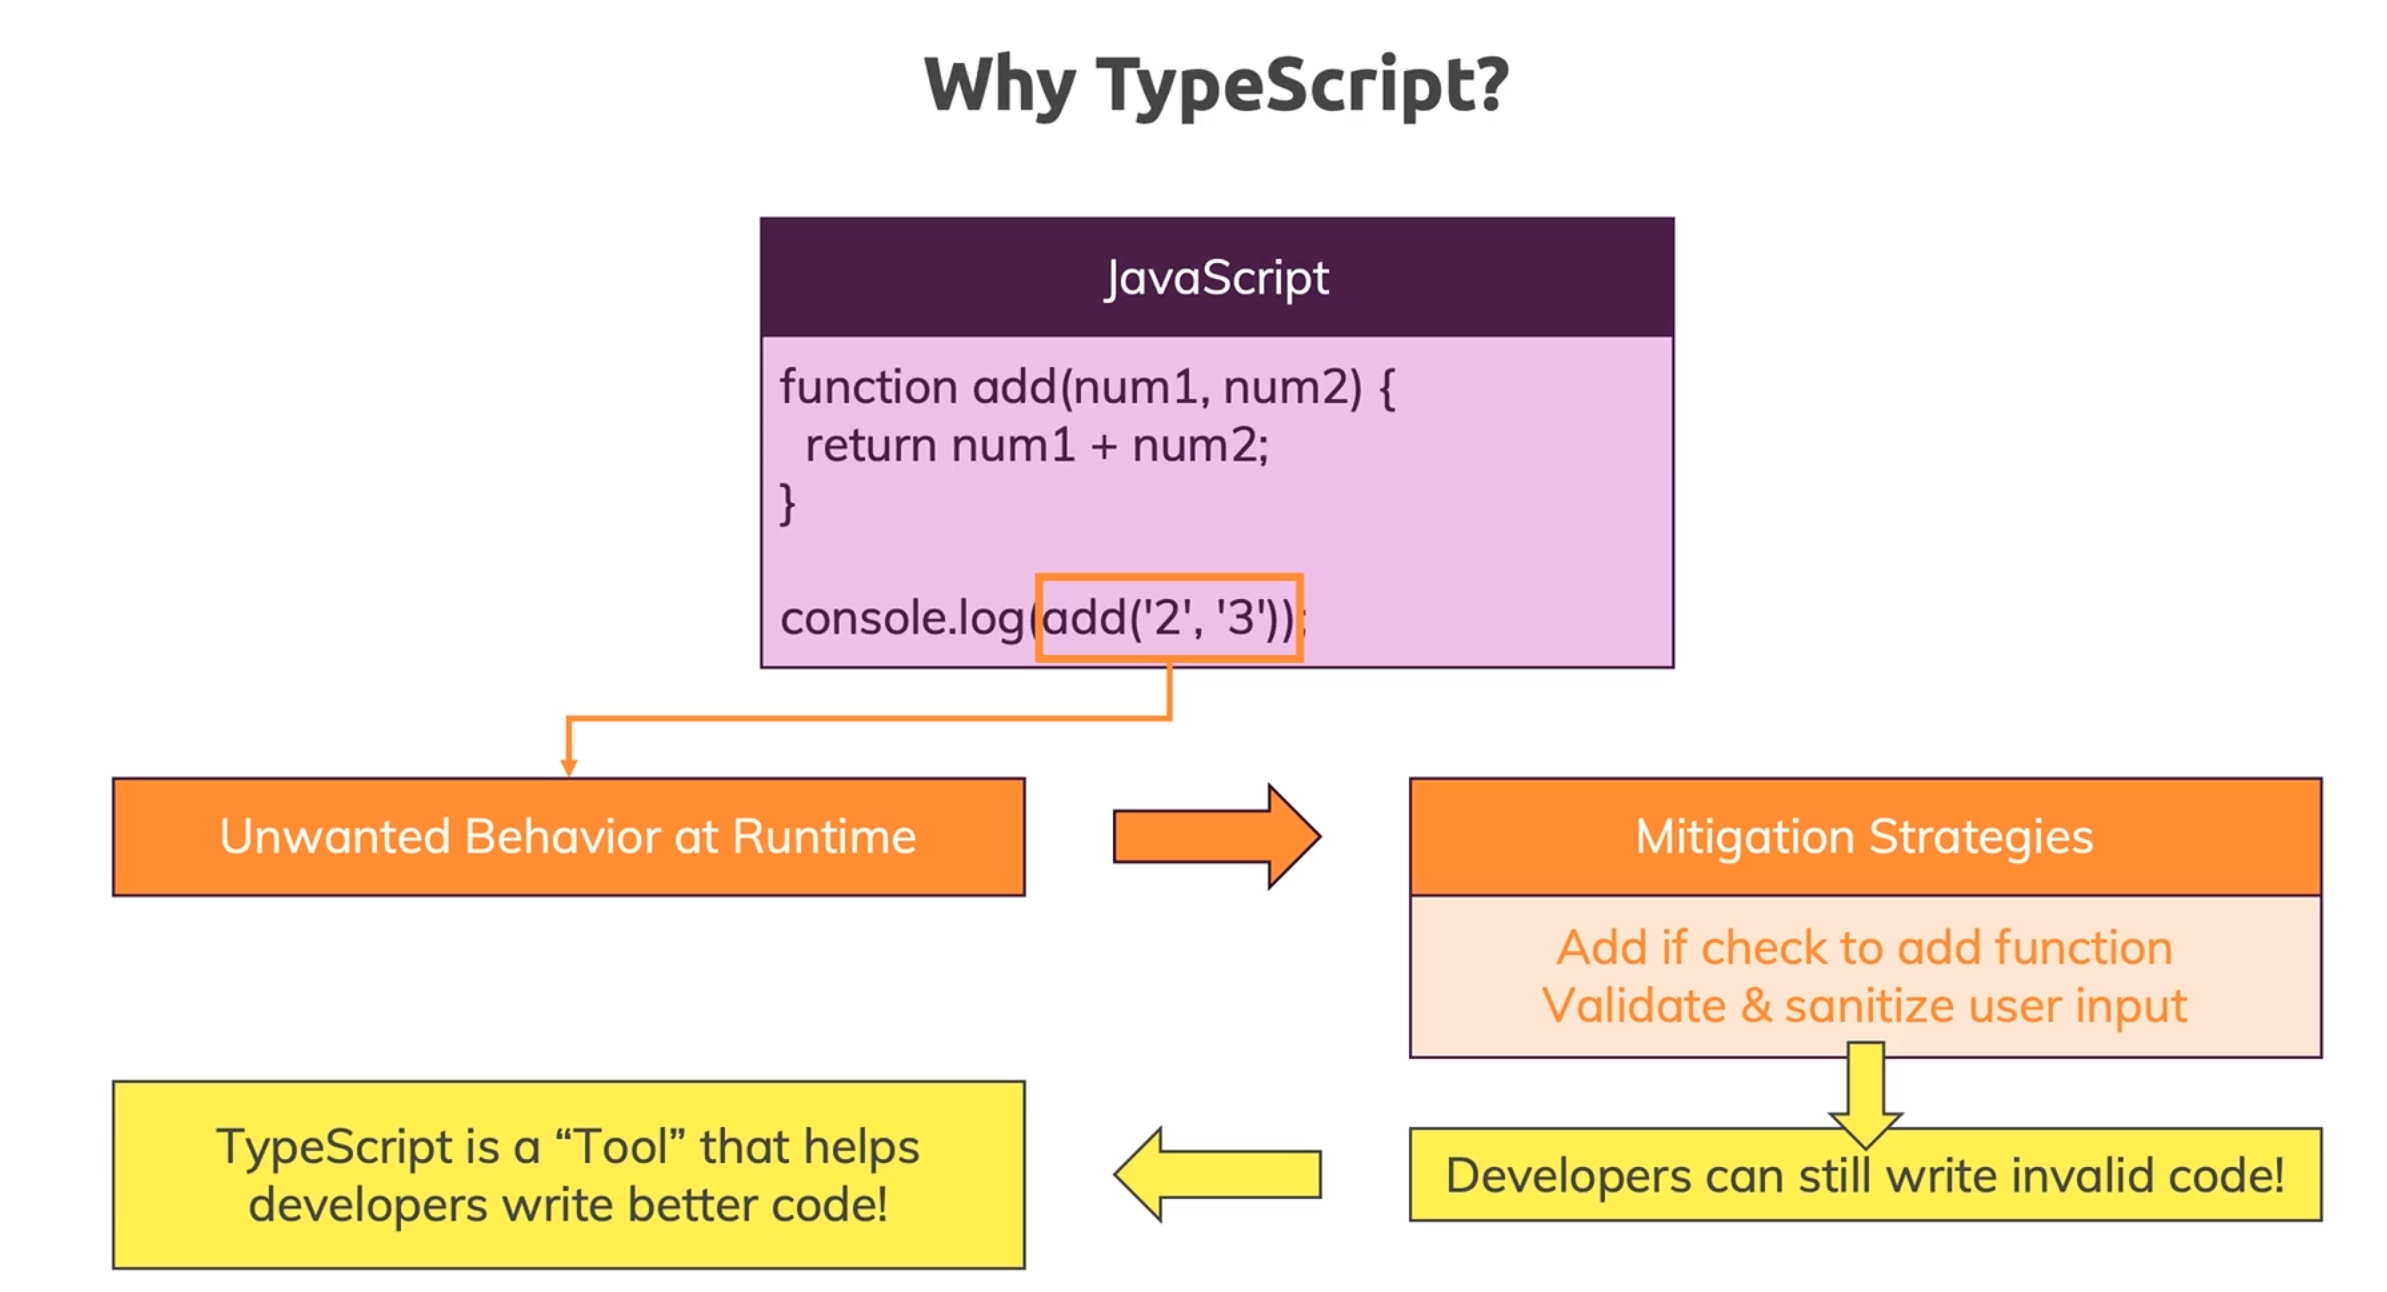 Why TypeScript?
JavaScript
function add(num1, num2) {
  return num1 + num2;
}
console.log(add('2', '3'));
Unwanted Behavior at Runtime
Mitigation Strategies
Add if check to add function
Validate & sanitize user input
Developers can still write invalid code!
TypeScript is a “Tool” that helps
developers write better code!